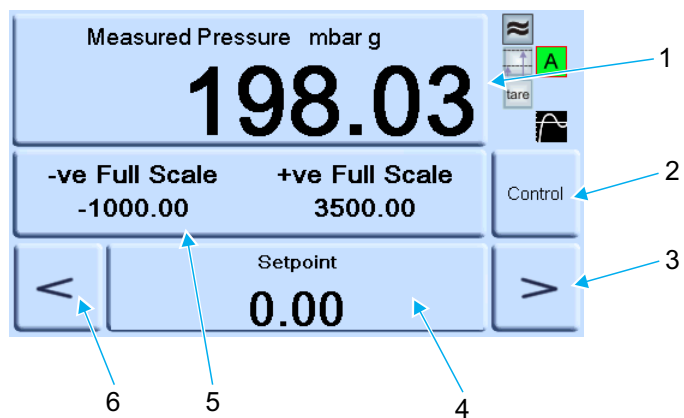 Measured Pressure mbar g
198.03
A
tare
1
-ve Full Scale +ve Full Scale
-1000.00 3500.00
Control
2
<
Setpoint
0.00
>
3
6
5
4